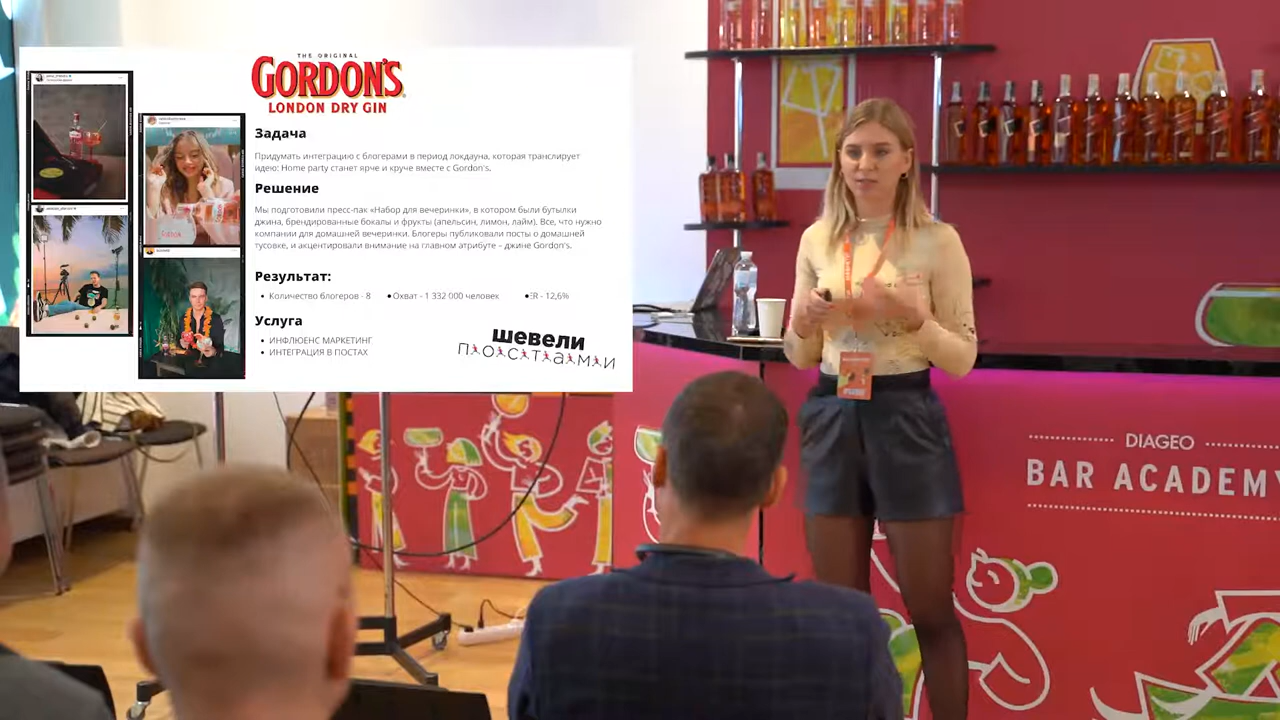 THE ORIGINAL
GORDON'S
LONDON DRY GIN
Задача
Придумать интеграцию с блогерами в период локдауна, которая транслирует
идею: Home party станет ярче и круче вместе с Gordon's.
Решение
Мы подготовили пресс-пак «Набор для вечеринки», в котором были бутылки
джина, брендированные бокалы и фрукты (апельсин, лимон, лайм). Все, что нужно
компании для домашней вечеринки. Блогеры публиковали посты о домашней
тусовке, и акцентировали внимание на главном атрибуте – джине Gordon's.
Результат:
• Количество блогеров - 8 • Охват - 1 332 000 человек • ER - 12,6%
Услуга
• ИНФЛЮЕНС МАРКЕТИНГ
• ИНТЕГРАЦИЯ В ПОСТАХ
шевели
ПОСТАМИ
DIAGEO
BAR ACADEMY